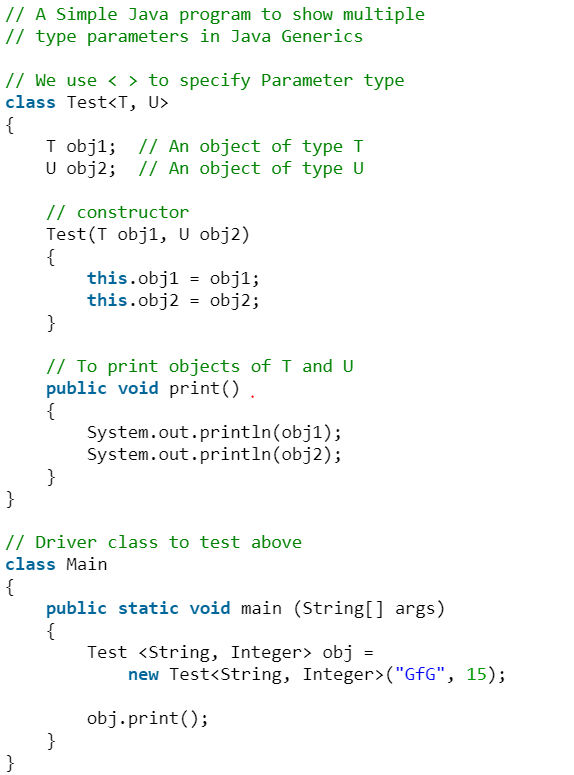 // A Simple Java program to show multiple
// type parameters in Java Generics

// We use < > to specify Parameter type
class Test<T, U>
{
    T obj1;  // An object of type T
    U obj2;  // An object of type U

    // constructor
    Test(T obj1, U obj2)
    {
        this.obj1 = obj1;
        this.obj2 = obj2;
    }

    // To print objects of T and U
    public void print()
    {
        System.out.println(obj1);
        System.out.println(obj2);
    }
}

// Driver class to test above
class Main
{
    public static void main (String[] args)
    {
        Test <String, Integer> obj =
            new Test<String, Integer>("GfG", 15);

        obj.print();
    }
}